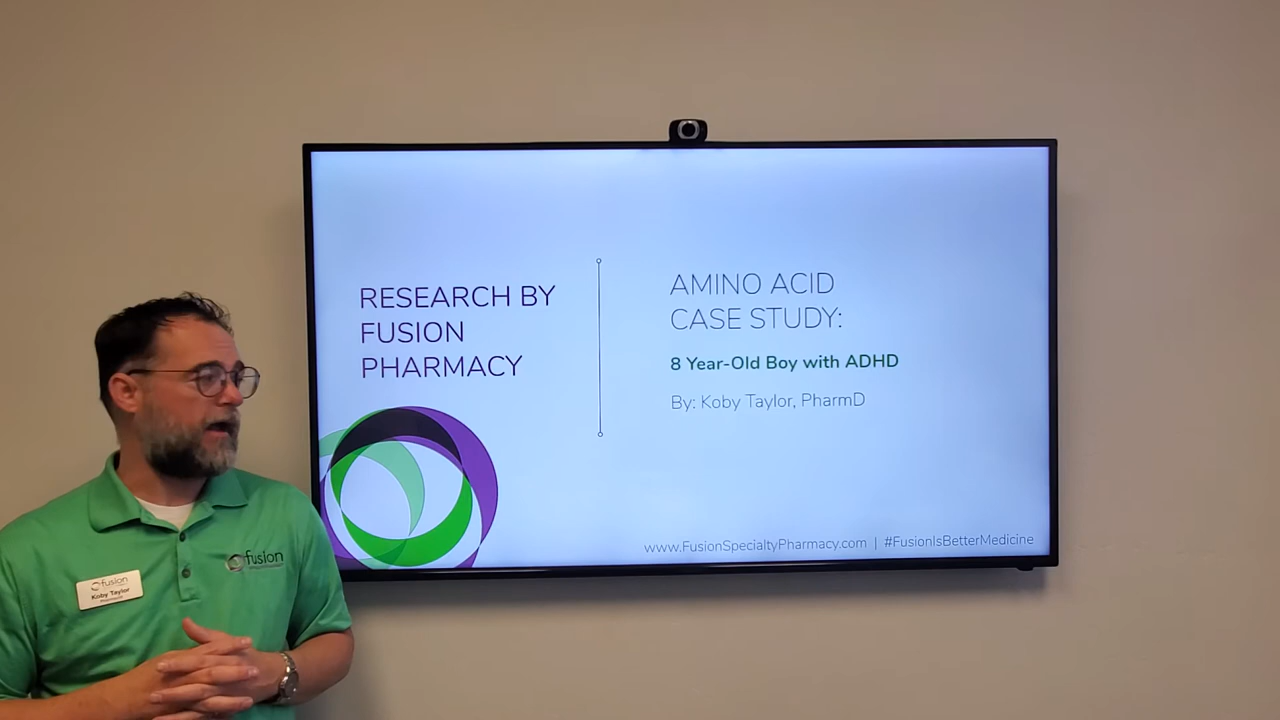 RESEARCH BY
FUSION
PHARMACY
AMINO ACID
CASE STUDY:
8 Year-Old Boy with ADHD
By: Koby Taylor, PharmD
www.FusionSpecialtyPharmacy.com | #FusionIsBetterMedicine
fusion
fusion
Koby Taylor